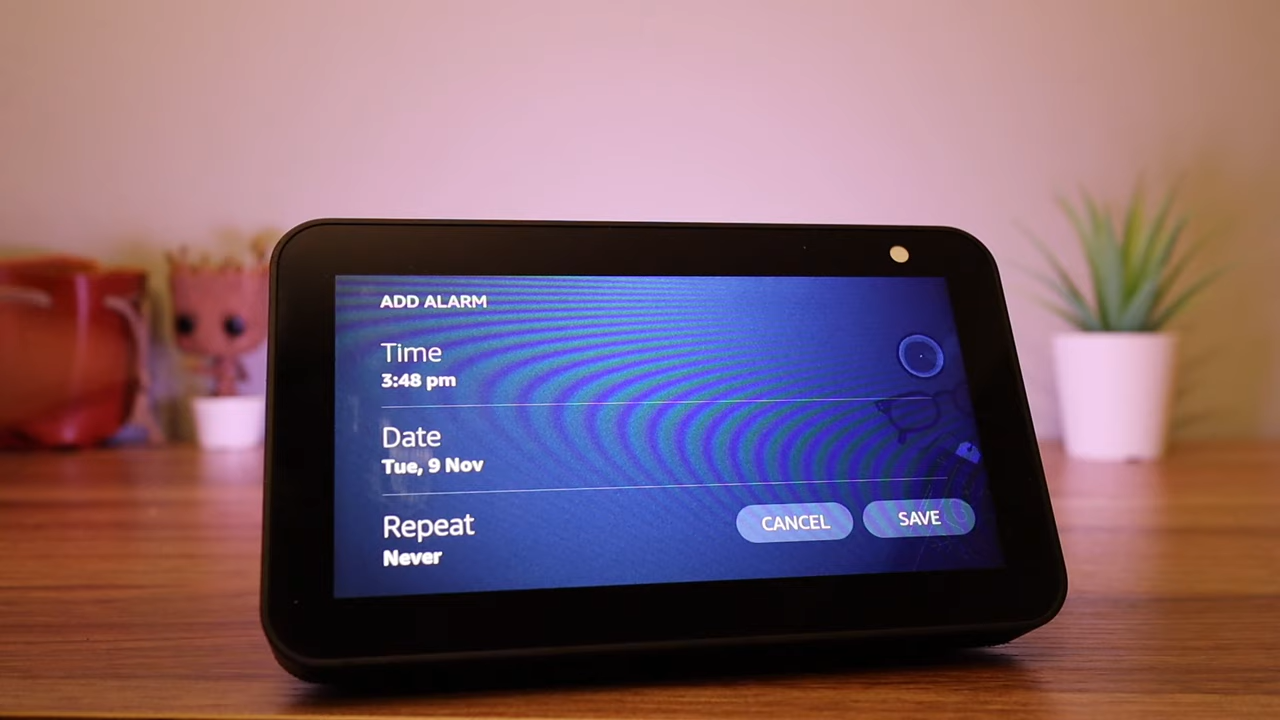 ADD ALARM
Time
3:48 pm
Date
Tue, 9 Nov
Repeat
Never
CANCEL
SAVE